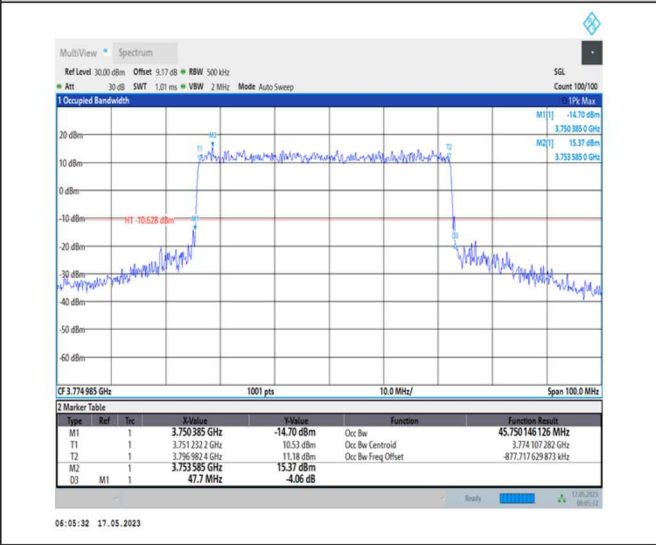 MultiView Spectrum
Ref Level 30.00 dBm Offset 9.17 dB RBW 500 kHz SGL
Att 30 dB SWT 1.01 ms VBW 2 MHz Mode Auto Sweep Count 100/100
1 Occupied Bandwidth 1Pk Max
M1[1] -14.70 dBm
3.750 385 0 GHz
M2[1] 15.37 dBm
3.753 585 0 GHz
20 dBm
M2
T1 T2
10 dBm
0 dBm
-10 dBm
H1 -10.628 dBm M1
-20 dBm
D3
-30 dBm
-40 dBm
-50 dBm
-60 dBm
CF 3.774 985 GHz 1001 pts 10.0 MHz/ Span 100.0 MHz
2 Marker Table
Type Ref Trc X-Value Y-Value Function Function Result
M1 1 3.750 385 GHz -14.70 dBm Occ Bw 45.750 146 126 MHz
T1 1 3.751 232 2 GHz 10.53 dBm Occ Bw Centroid 3.774 107 282 GHz
T2 1 3.796 982 4 GHz 11.18 dBm Occ Bw Freq Offset -877.717 629 873 kHz
M2 1 3.753 585 GHz 15.37 dBm
D3 M1 1 47.7 MHz -4.06 dB
Ready 17.05.2023
06:05:32
06:05:32 17.05.2023